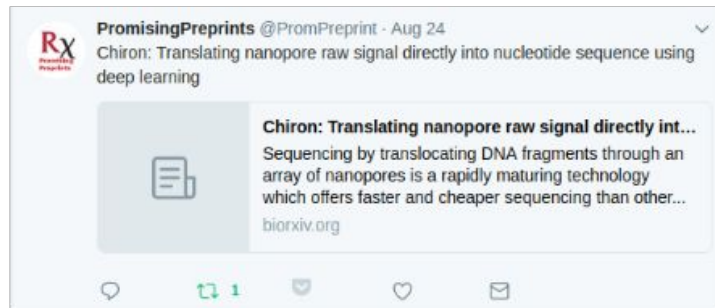 PromisingPreprints @PromPreprint · Aug 24
Rx
Promising
Preprints
Chiron: Translating nanopore raw signal directly into nucleotide sequence using
deep learning
Chiron: Translating nanopore raw signal directly int...
Sequencing by translocating DNA fragments through an
array of nanopores is a rapidly maturing technology
which offers faster and cheaper sequencing than other...
biorxiv.org
1